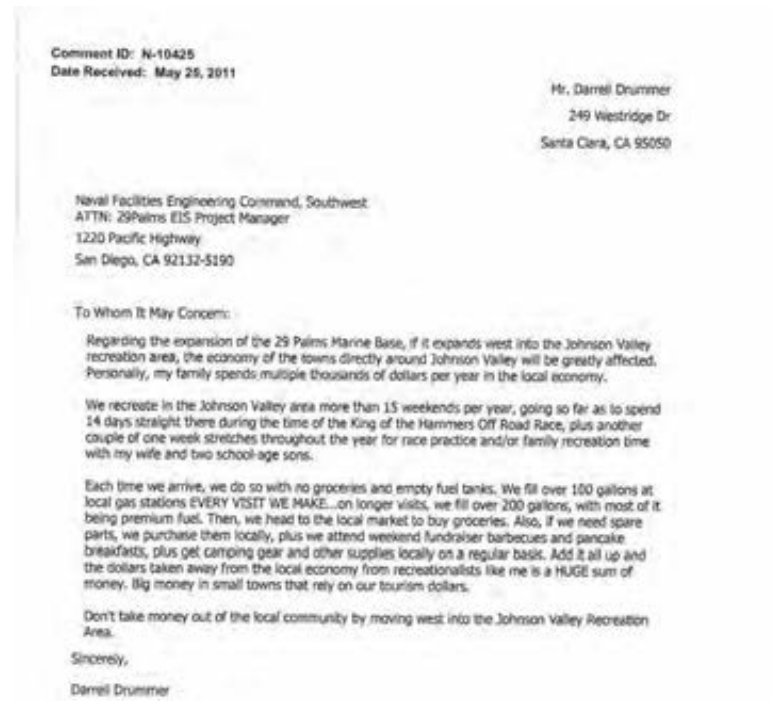 Comment ID: N-10425
Date Received: May 25, 2011
Mr. Darrell Drummer
249 Westridge Dr
Santa Clara, CA 95050
Naval Facilities Engineering Command, Southwest
ATTN: 29Palms EIS Project Manager
1220 Pacific Highway
San Diego, CA 92132-5190
To Whom It May Concern:
Regarding the expansion of the 29 Palms Marine Base, if it expands west into the Johnson Valley
recreation area, the economy of the towns directly around Johnson Valley will be greatly affected.
Personally, my family spends multiple thousands of dollars per year in the local economy.
We recreate in the Johnson Valley area more than 15 weekends per year, going so far as to spend
14 days straight there during the time of the King of the Hammers Off Road Race, plus another
couple of one week stretches throughout the year for race practice and/or family recreation time
with my wife and two school-age sons.
Each time we arrive, we do so with no groceries and empty fuel tanks. We fill over 100 gallons at
local gas stations EVERY VISIT WE MAKE...on longer visits, we fill over 200 gallons, with most of it
being premium fuel. Then, we head to the local market to buy groceries. Also, if we need spare
parts, we purchase them locally, plus we attend weekend fundraiser barbecues and pancake
breakfasts, plus get camping gear and other supplies locally on a regular basis. Add it all up and
the dollars taken away from the local economy from recreationalists like me is a HUGE sum of
money. Big money in small towns that rely on our tourism dollars.
Don't take money out of the local community by moving west into the Johnson Valley Recreation
Area.
Sincerely,
Darrell Drummer